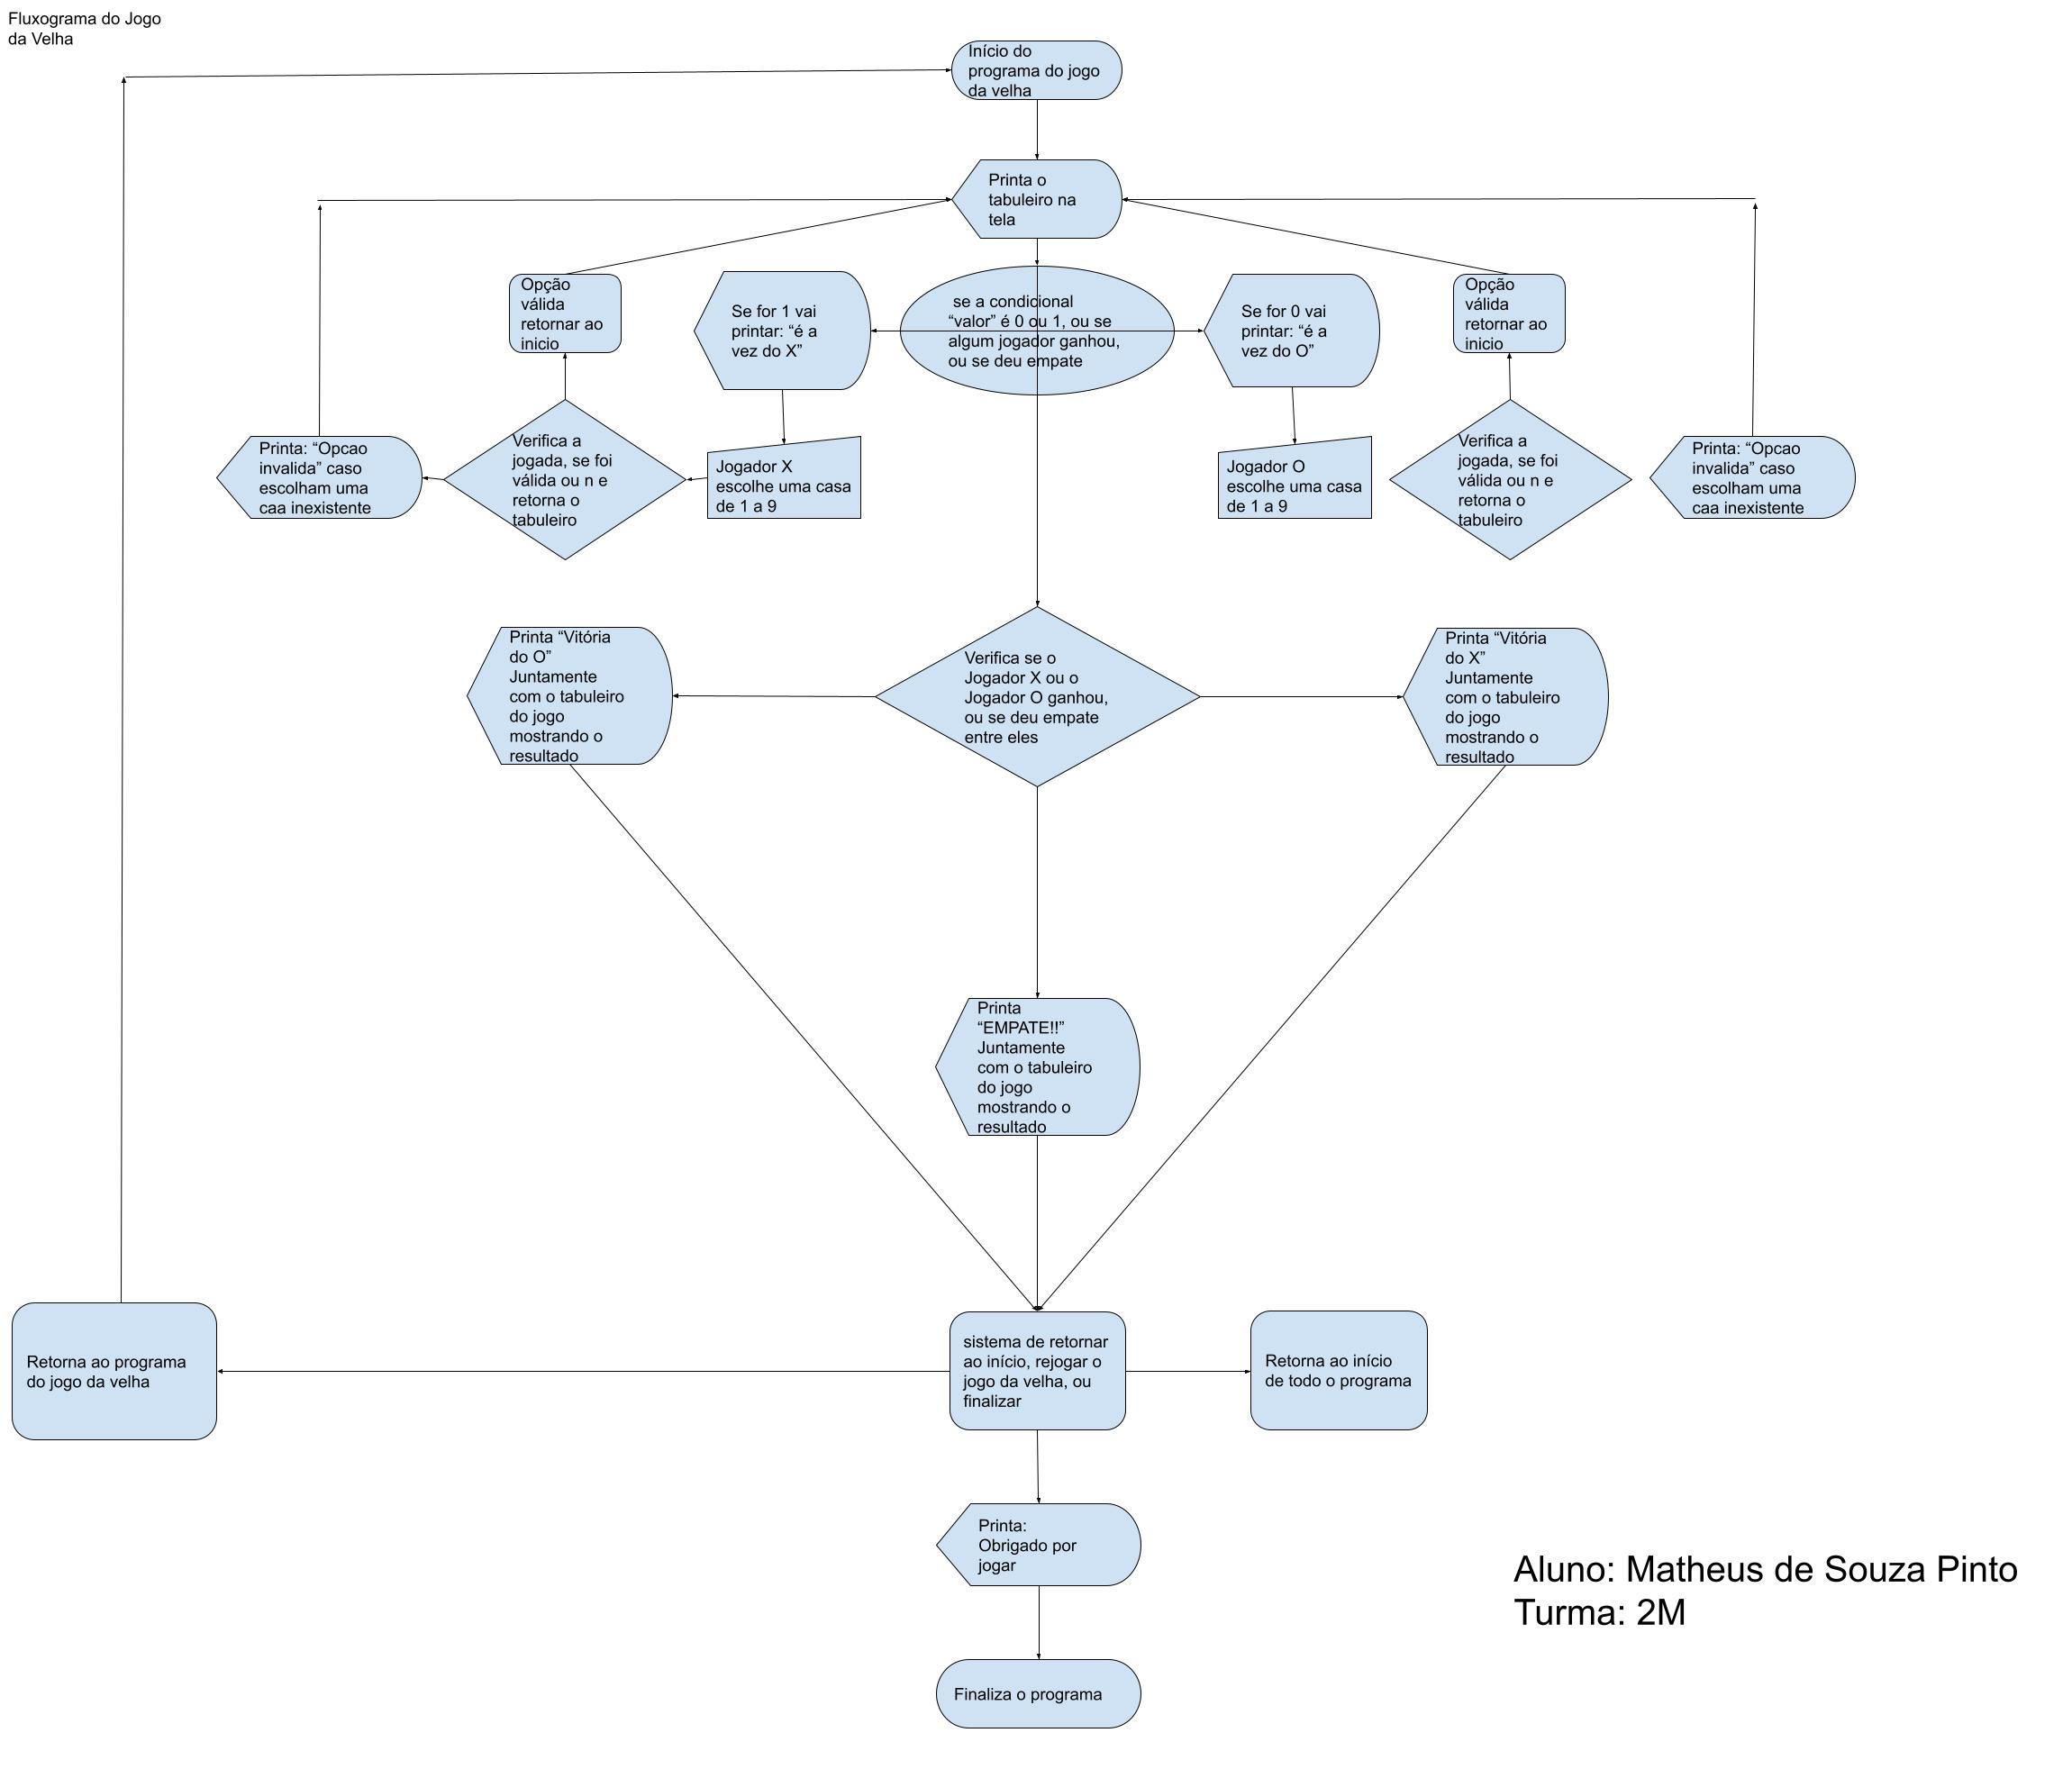 Fluxograma do Jogo
da Velha
Início do
programa do jogo
da velha
Printa o
tabuleiro na
tela
Opção
válida
retornar ao
inicio
Se for 1 vai
printar: “é a
vez do X”
se a condicional
“valor” é 0 ou 1, ou se
algum jogador ganhou,
ou se deu empate
Se for 0 vai
printar: “é a
vez do O”
Opção
válida
retornar ao
inicio
Printa: “Opcao
invalida” caso
escolham uma
caa inexistente
Verifica a
jogada, se foi
válida ou n e
retorna o
tabuleiro
Jogador X
escolhe uma casa
de 1 a 9
Jogador O
escolhe uma casa
de 1 a 9
Verifica a
jogada, se foi
válida ou n e
retorna o
tabuleiro
Printa: “Opcao
invalida” caso
escolham uma
caa inexistente
Printa “Vitória
do O”
Juntamente
com o tabuleiro
do jogo
mostrando o
resultado
Verifica se o
Jogador X ou o
Jogador O ganhou,
ou se deu empate
entre eles
Printa “Vitória
do X”
Juntamente
com o tabuleiro
do jogo
mostrando o
resultado
Printa
“EMPATE!!”
Juntamente
com o tabuleiro
do jogo
mostrando o
resultado
Retorna ao programa
do jogo da velha
sistema de retornar
ao início, rejogar o
jogo da velha, ou
finalizar
Retorna ao início
de todo o programa
Printa:
Obrigado por
jogar
Aluno: Matheus de Souza Pinto
Turma: 2M
Finaliza o programa